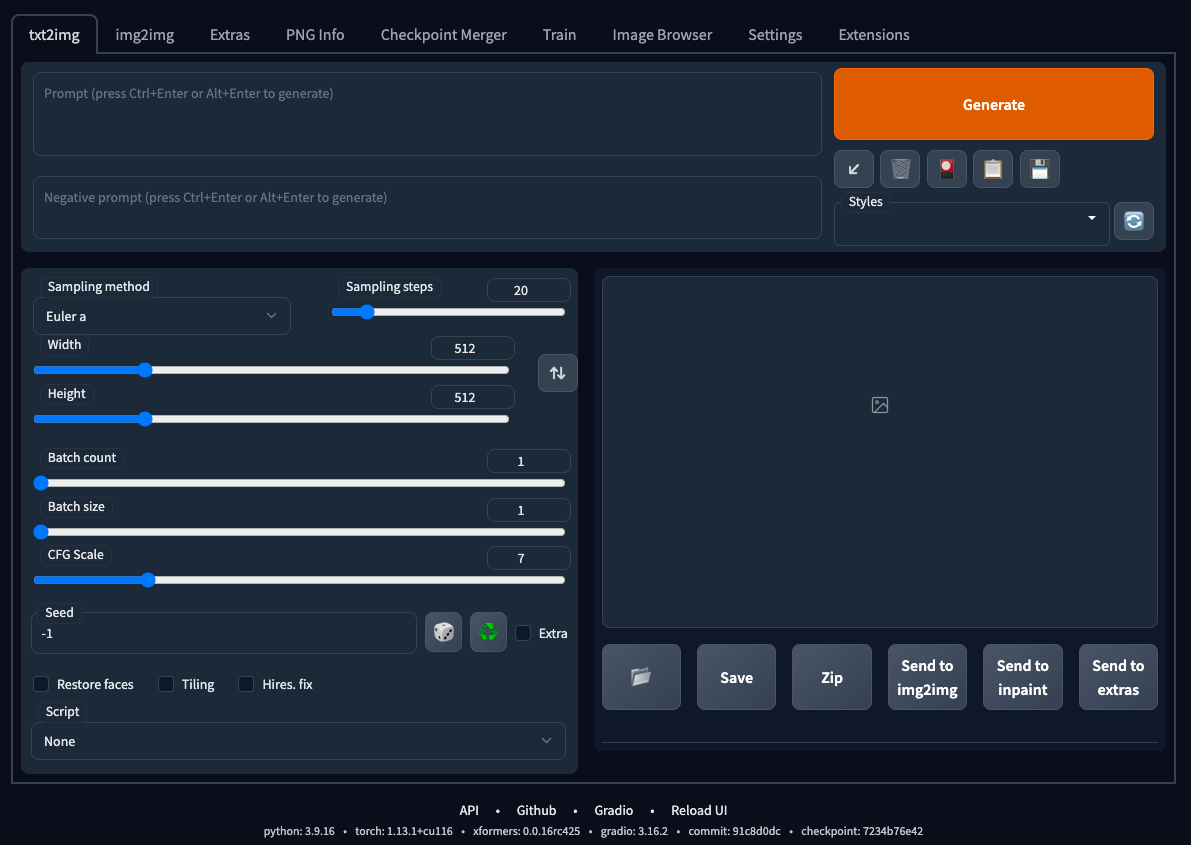 txt2img img2img Extras PNG Info Checkpoint Merger Train Image Browser Settings Extensions
Prompt (press Ctrl+Enter or Alt+Enter to generate)
Generate
Negative prompt (press Ctrl+Enter or Alt+Enter to generate)
Styles
Sampling method
Euler a
Sampling steps
20
Width
512
Height
512
Batch count
1
Batch size
1
CFG Scale
7
Seed
-1
Extra
Restore faces Tiling Hires. fix
Script
None
Save
Zip
Send to
img2img
Send to
inpaint
Send to
extras
API • Github • Gradio • Reload UI
python: 3.9.16 • torch: 1.13.1+cu116 • xformers: 0.0.16rc425 • gradio: 3.16.2 • commit: 91c8d0dc • checkpoint: 7234b76e42